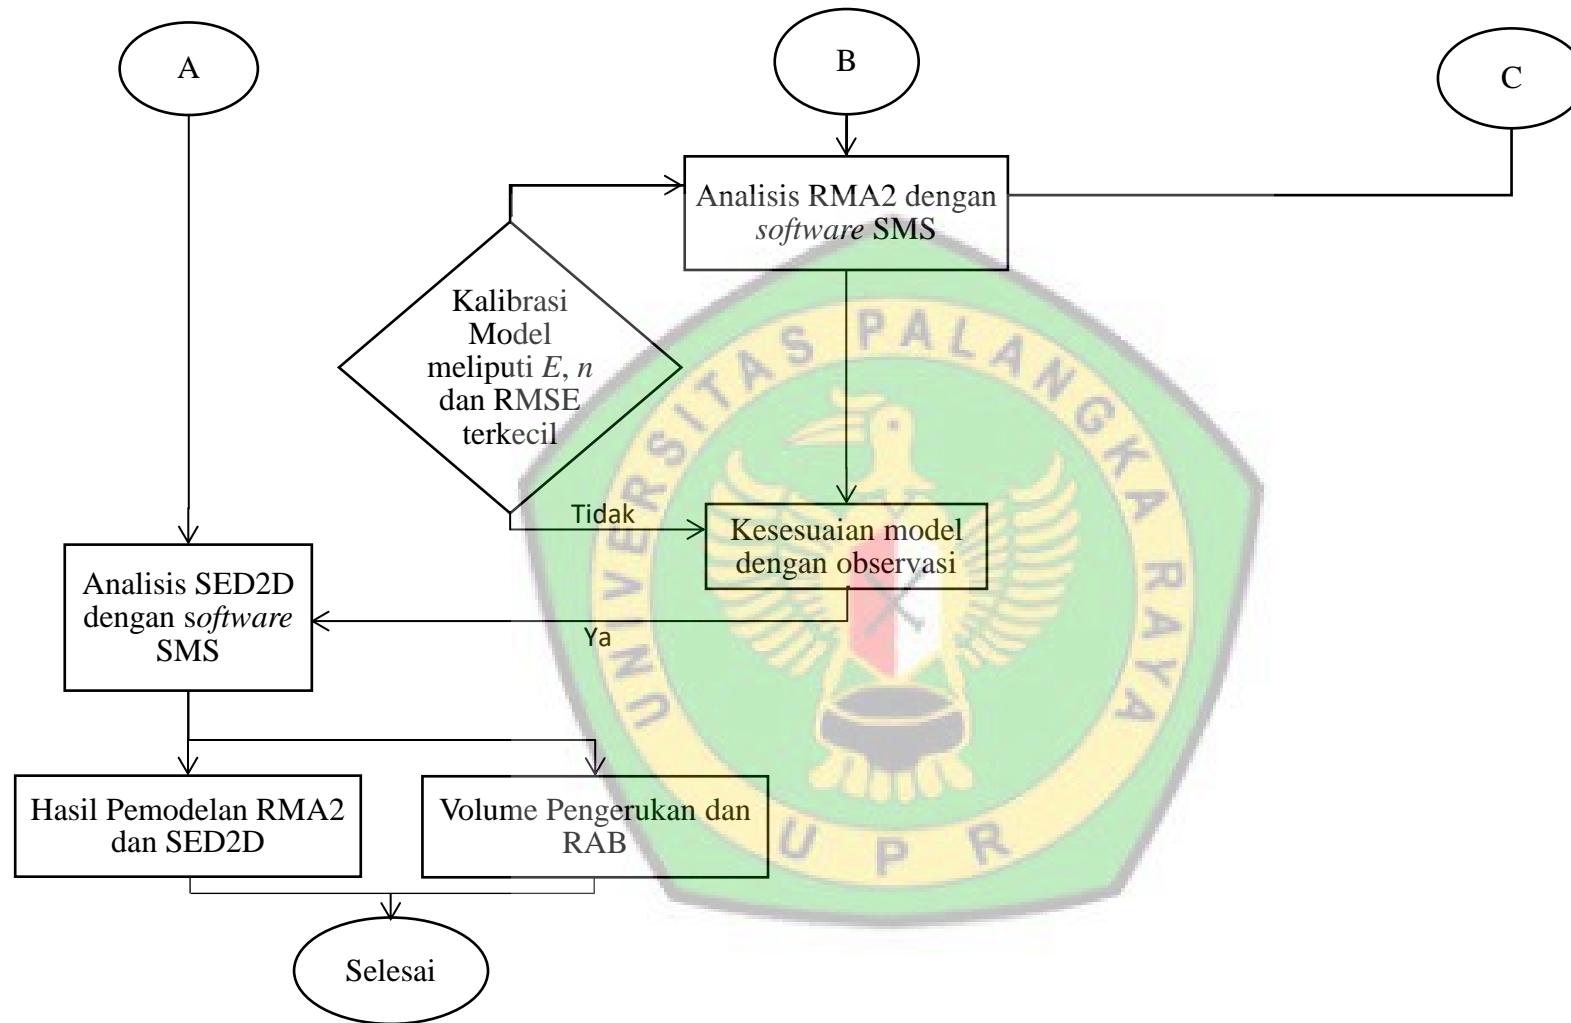 A
B
C
Analisis RMA2 dengan
software SMS
Kalibrasi
Model
meliputi E, n
dan RMSE
terkecil
Tidak
Kesesuaian model
dengan observasi
Ya
Analisis SED2D
dengan software
SMS
Hasil Pemodelan RMA2
dan SED2D
Volume Pengerukan dan
RAB
Selesai
UNIVERSITAS PALANGKA RAYA
UPR